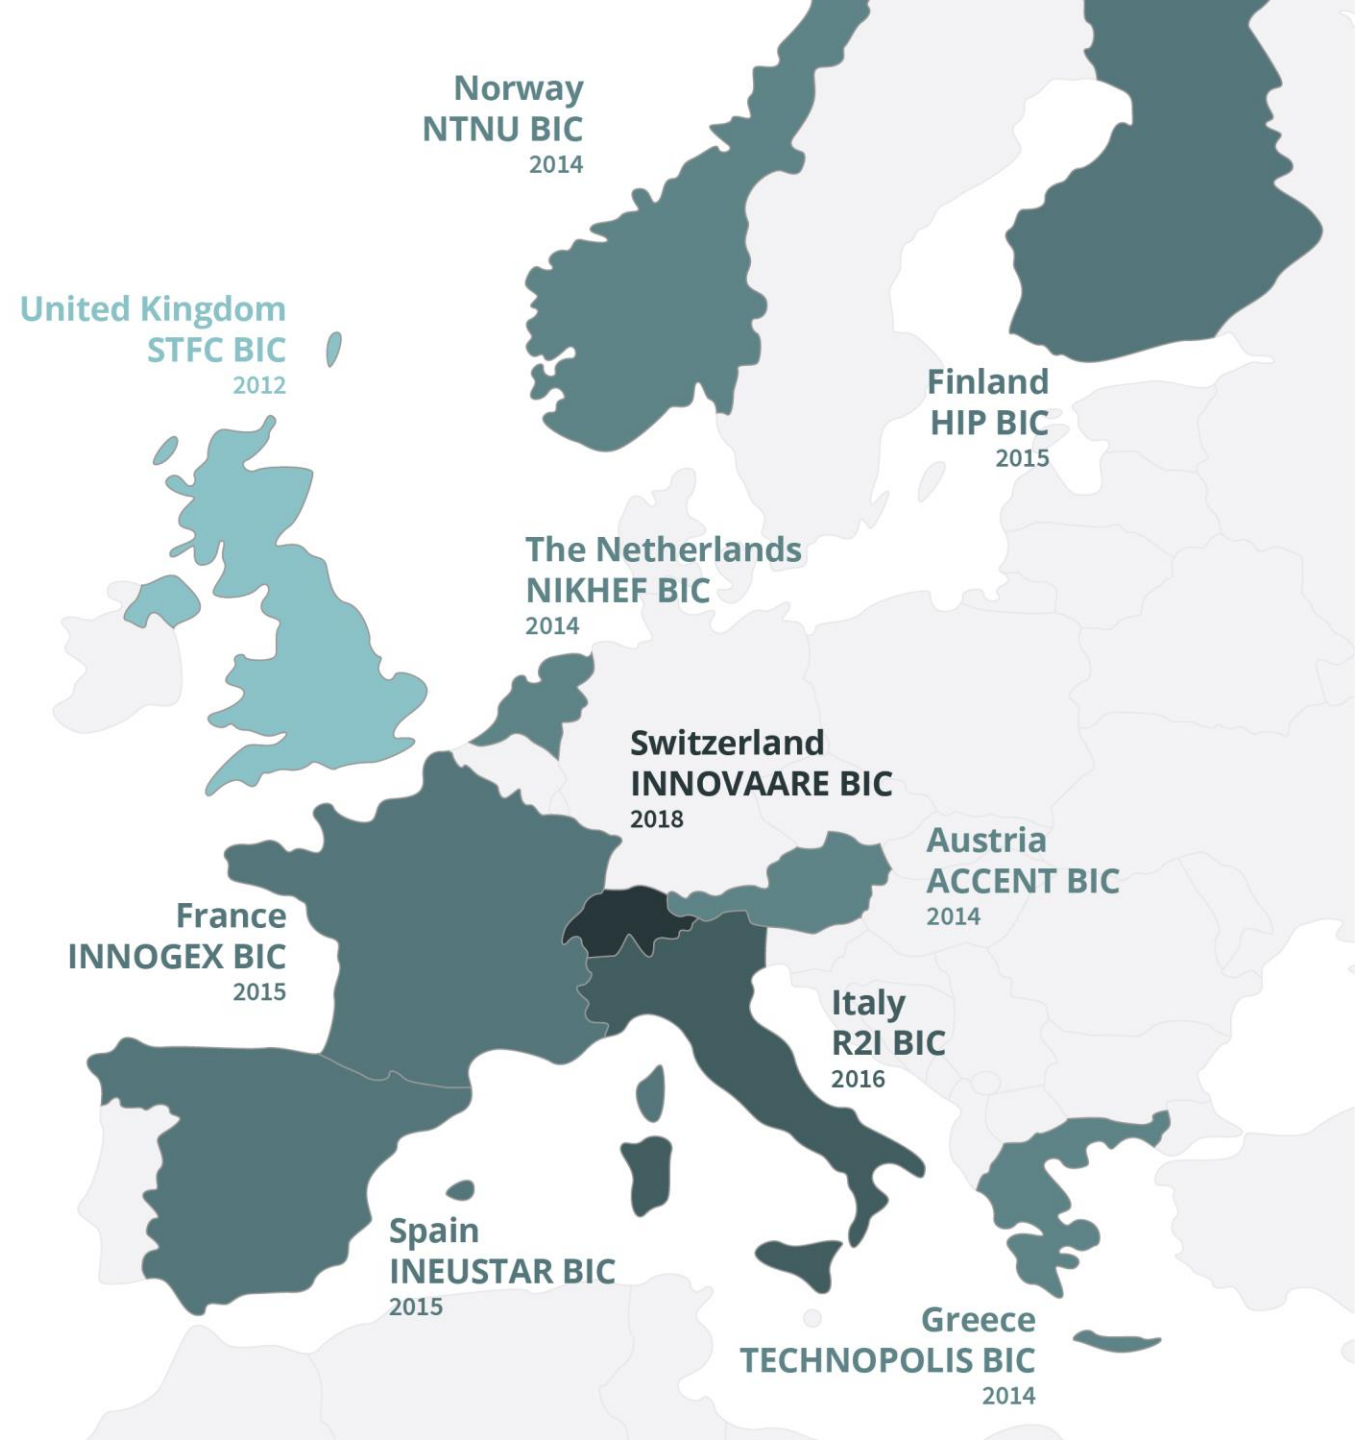 Norway
NTNU BIC
2014
United Kingdom
STFC BIC
2012
Finland
HIP BIC
2015
The Netherlands
NIKHEF BIC
2014
Switzerland
INNOVAARE BIC
2018
Austria
ACCENT BIC
2014
France
INNOGEX BIC
2015
Italy
R2I BIC
2016
Spain
INEUSTAR BIC
2015
Greece
TECHNOPOLIS BIC
2014